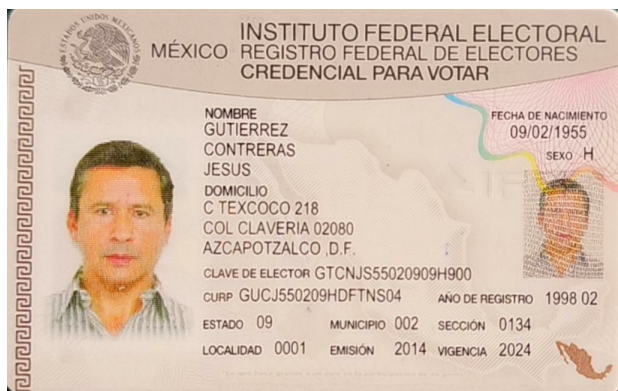 INSTITUTO FEDERAL ELECTORAL
MÉXICO REGISTRO FEDERAL DE ELECTORES
CREDENCIAL PARA VOTAR
NOMBRE
GUTIERREZ
CONTRERAS
JESUS
FECHA DE NACIMIENTO
09/02/1955
SEXO H
DOMICILIO
C TEXCOCO 218
COL CLAVERIA 02080
AZCAPOTZALCO ,D.F.
CLAVE DE ELECTOR GTCNJS55020909H900
CURP GUCJ550209HDFTNS04 AÑO DE REGISTRO 1998 02
ESTADO 09 MUNICIPIO 002 SECCIÓN 0134
LOCALIDAD 0001 EMISIÓN 2014 VIGENCIA 2024
ESTADOS UNIDOS MEXICANOS